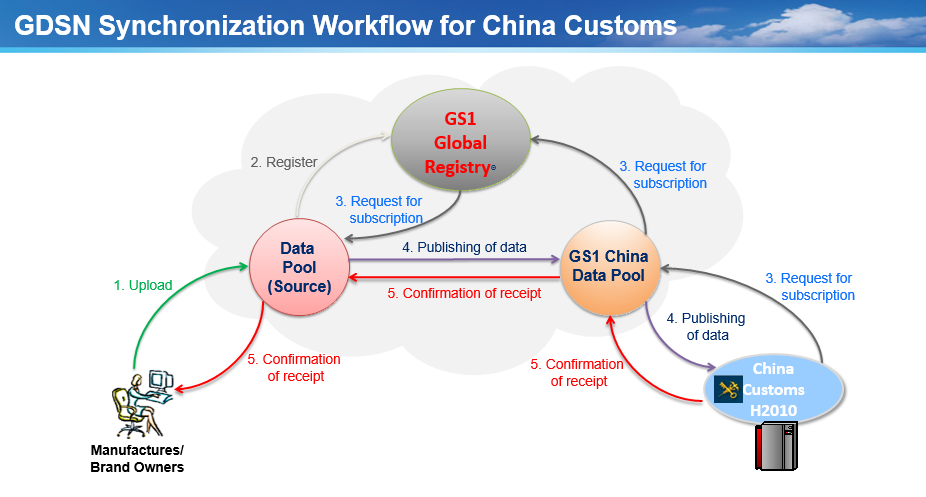 GDSN Synchronization Workflow for China Customs
GS1
Global
Registry®
2. Register
3. Request for
subscription
3. Request for
subscription
Data
Pool
(Source)
4. Publishing of data
GS1 China
Data Pool
5. Confirmation of receipt
1. Upload
3. Request for
subscription
4. Publishing
of data
5. Confirmation
of receipt
5. Confirmation
of receipt
China
Customs
H2010
Manufactures/
Brand Owners